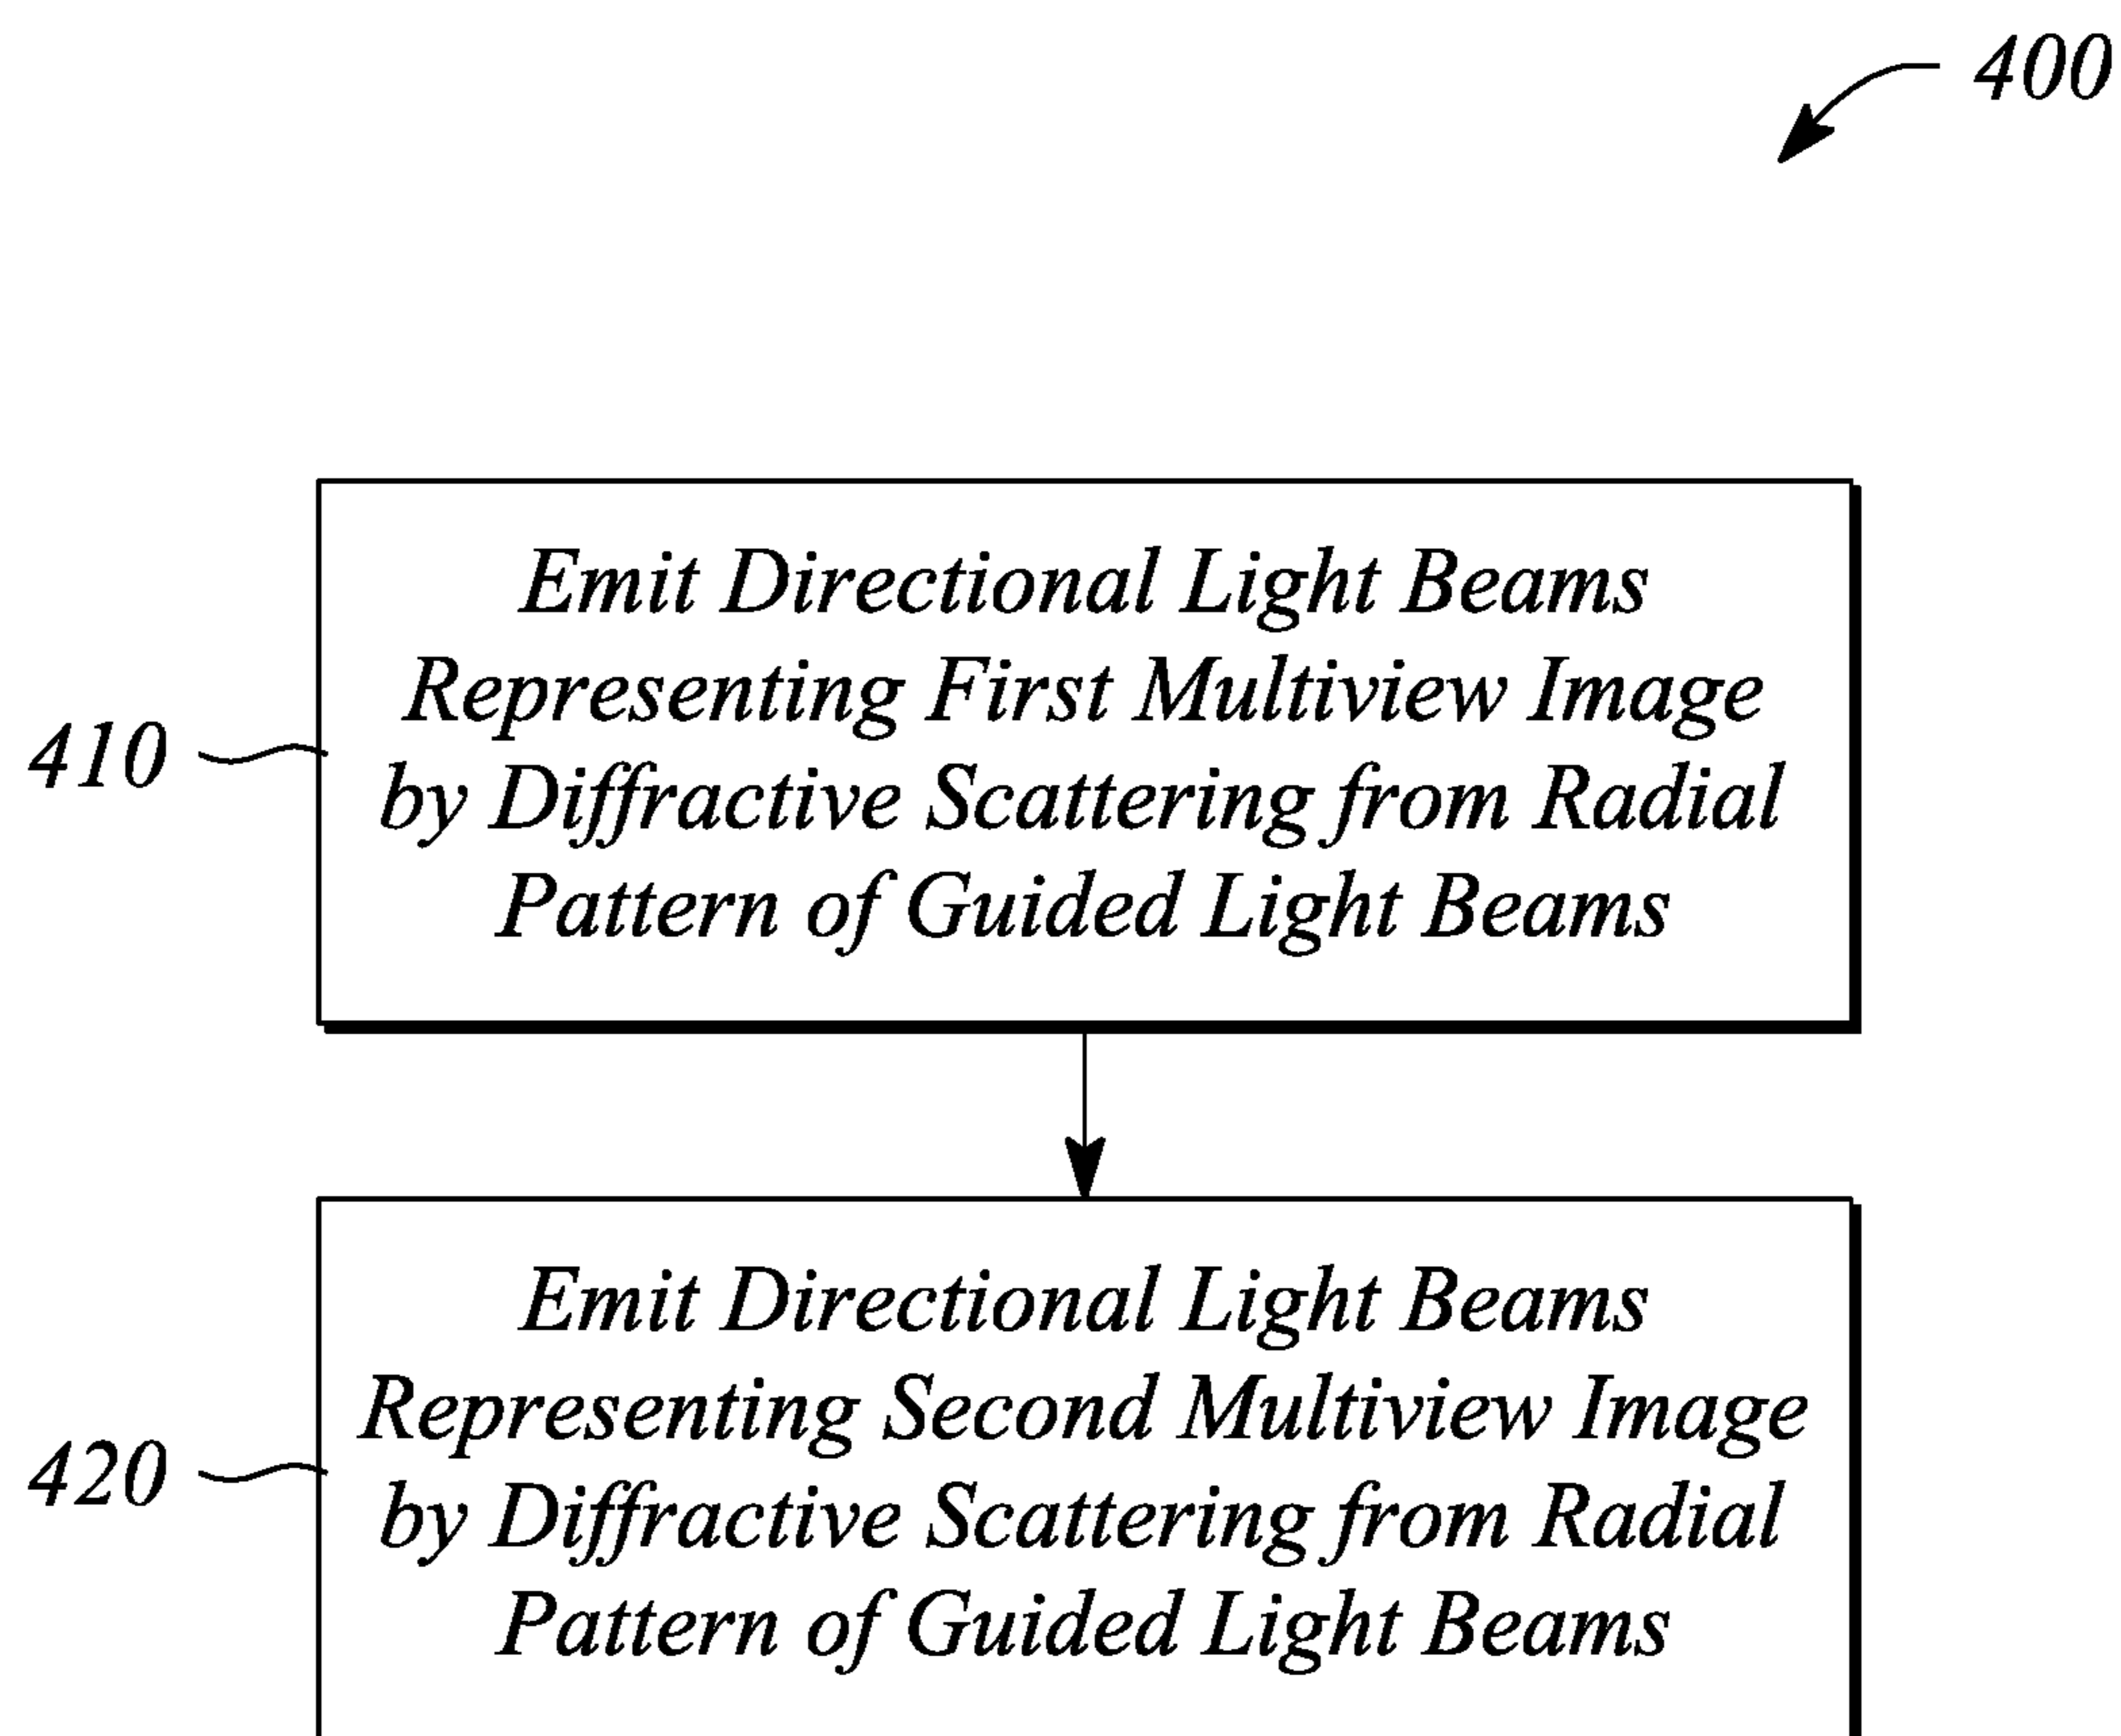 400
Emit Directional Light Beams
Representing First Multiview Image
by Diffractive Scattering from Radial
Pattern of Guided Light Beams
410
Emit Directional Light Beams
Representing Second Multiview Image
by Diffractive Scattering from Radial
Pattern of Guided Light Beams
420